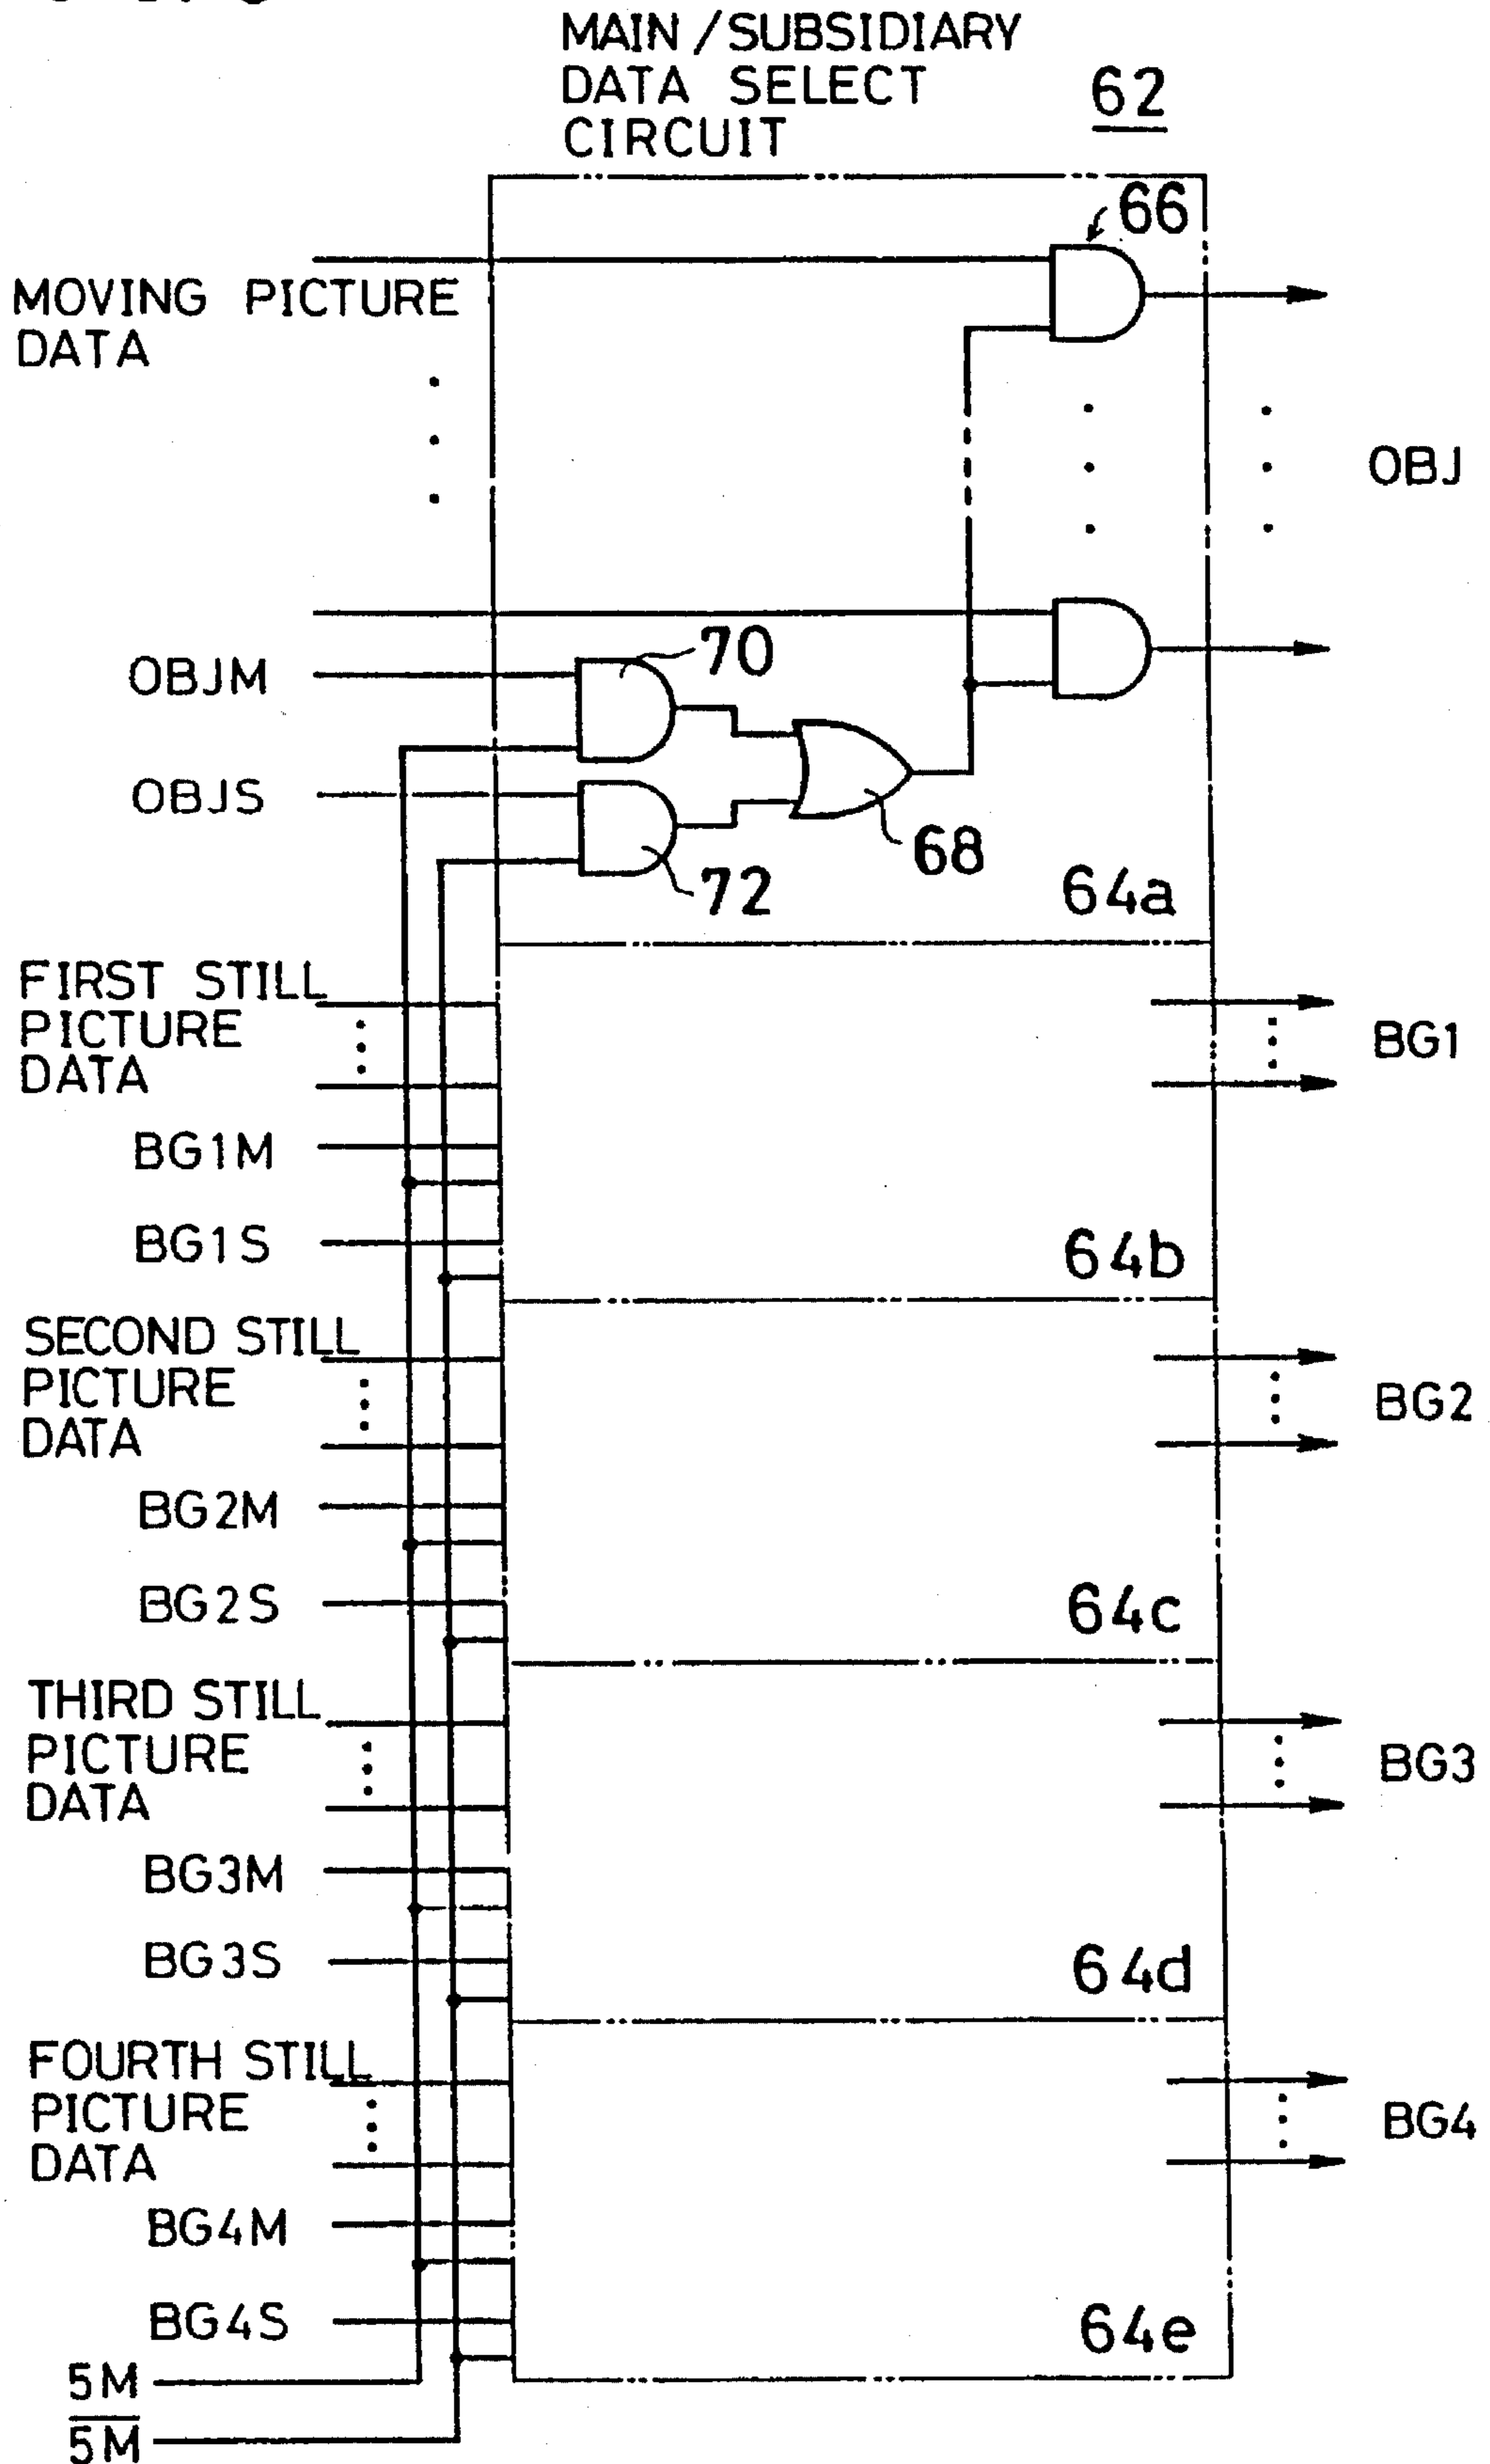 MAIN/SUBSIDIARY
DATA SELECT
CIRCUIT
62
66
MOVING PICTURE
DATA
OBJ
OBJM
70
OBJS
68
72
64a
FIRST STILL
PICTURE
DATA
BG1
BG1M
BG1S
64b
SECOND STILL
PICTURE
DATA
BG2
BG2M
BG2S
64c
THIRD STILL
PICTURE
DATA
BG3
BG3M
BG3S
64d
FOURTH STILL
PICTURE
DATA
BG4
BG4M
BG4S
64e
5M
5̅M̅